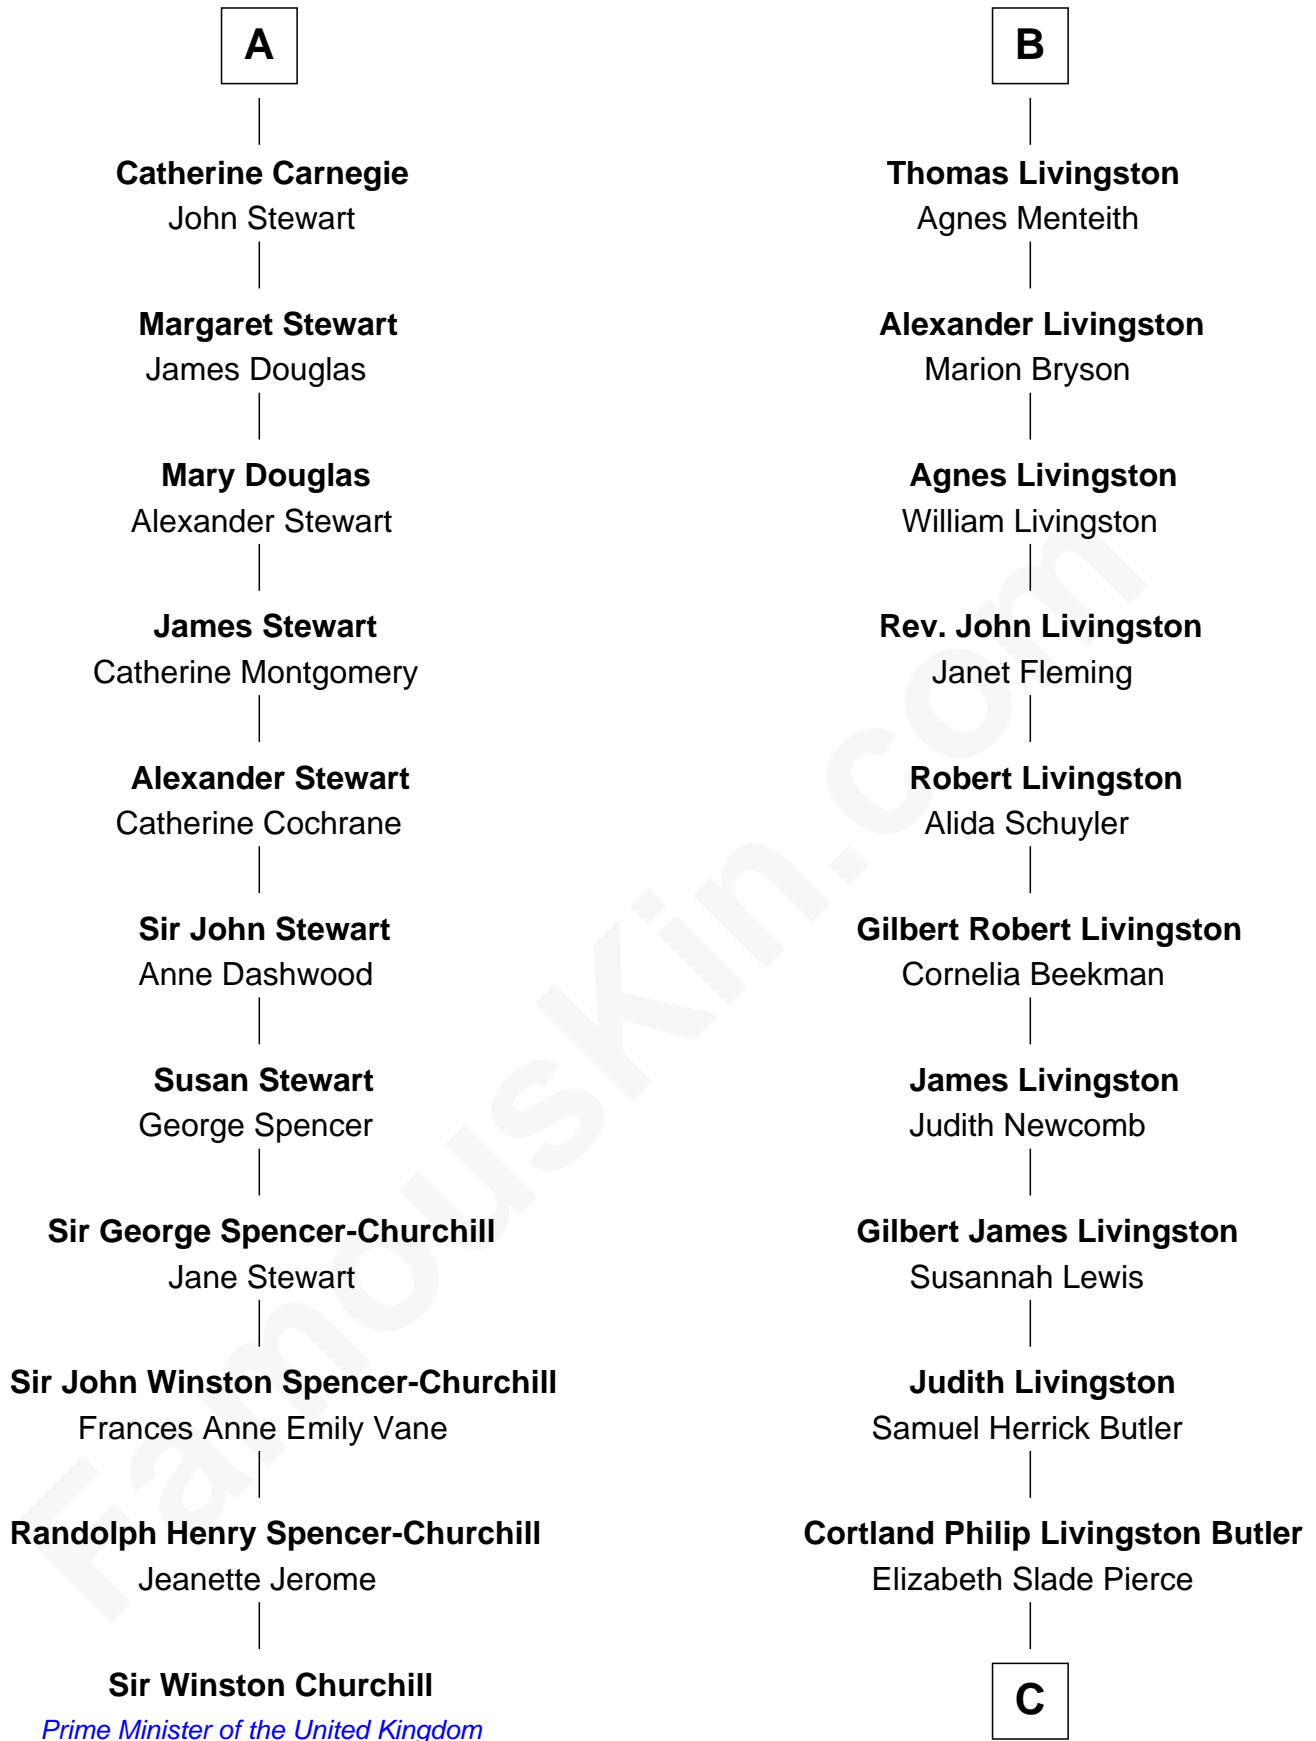 A
Catherine Carnegie
John Stewart
Margaret Stewart
James Douglas
Mary Douglas
Alexander Stewart
James Stewart
Catherine Montgomery
Alexander Stewart
Catherine Cochrane
Sir John Stewart
Anne Dashwood
Susan Stewart
George Spencer
Sir George Spencer-Churchill
Jane Stewart
Sir John Winston Spencer-Churchill
Frances Anne Emily Vane
Randolph Henry Spencer-Churchill
Jeanette Jerome
Sir Winston Churchill
Prime Minister of the United Kingdom
B
Thomas Livingston
Agnes Menteith
Alexander Livingston
Marion Bryson
Agnes Livingston
William Livingston
Rev. John Livingston
Janet Fleming
Robert Livingston
Alida Schuyler
Gilbert Robert Livingston
Cornelia Beekman
James Livingston
Judith Newcomb
Gilbert James Livingston
Susannah Lewis
Judith Livingston
Samuel Herrick Butler
Cortland Philip Livingston Butler
Elizabeth Slade Pierce
C
FamousKin.com